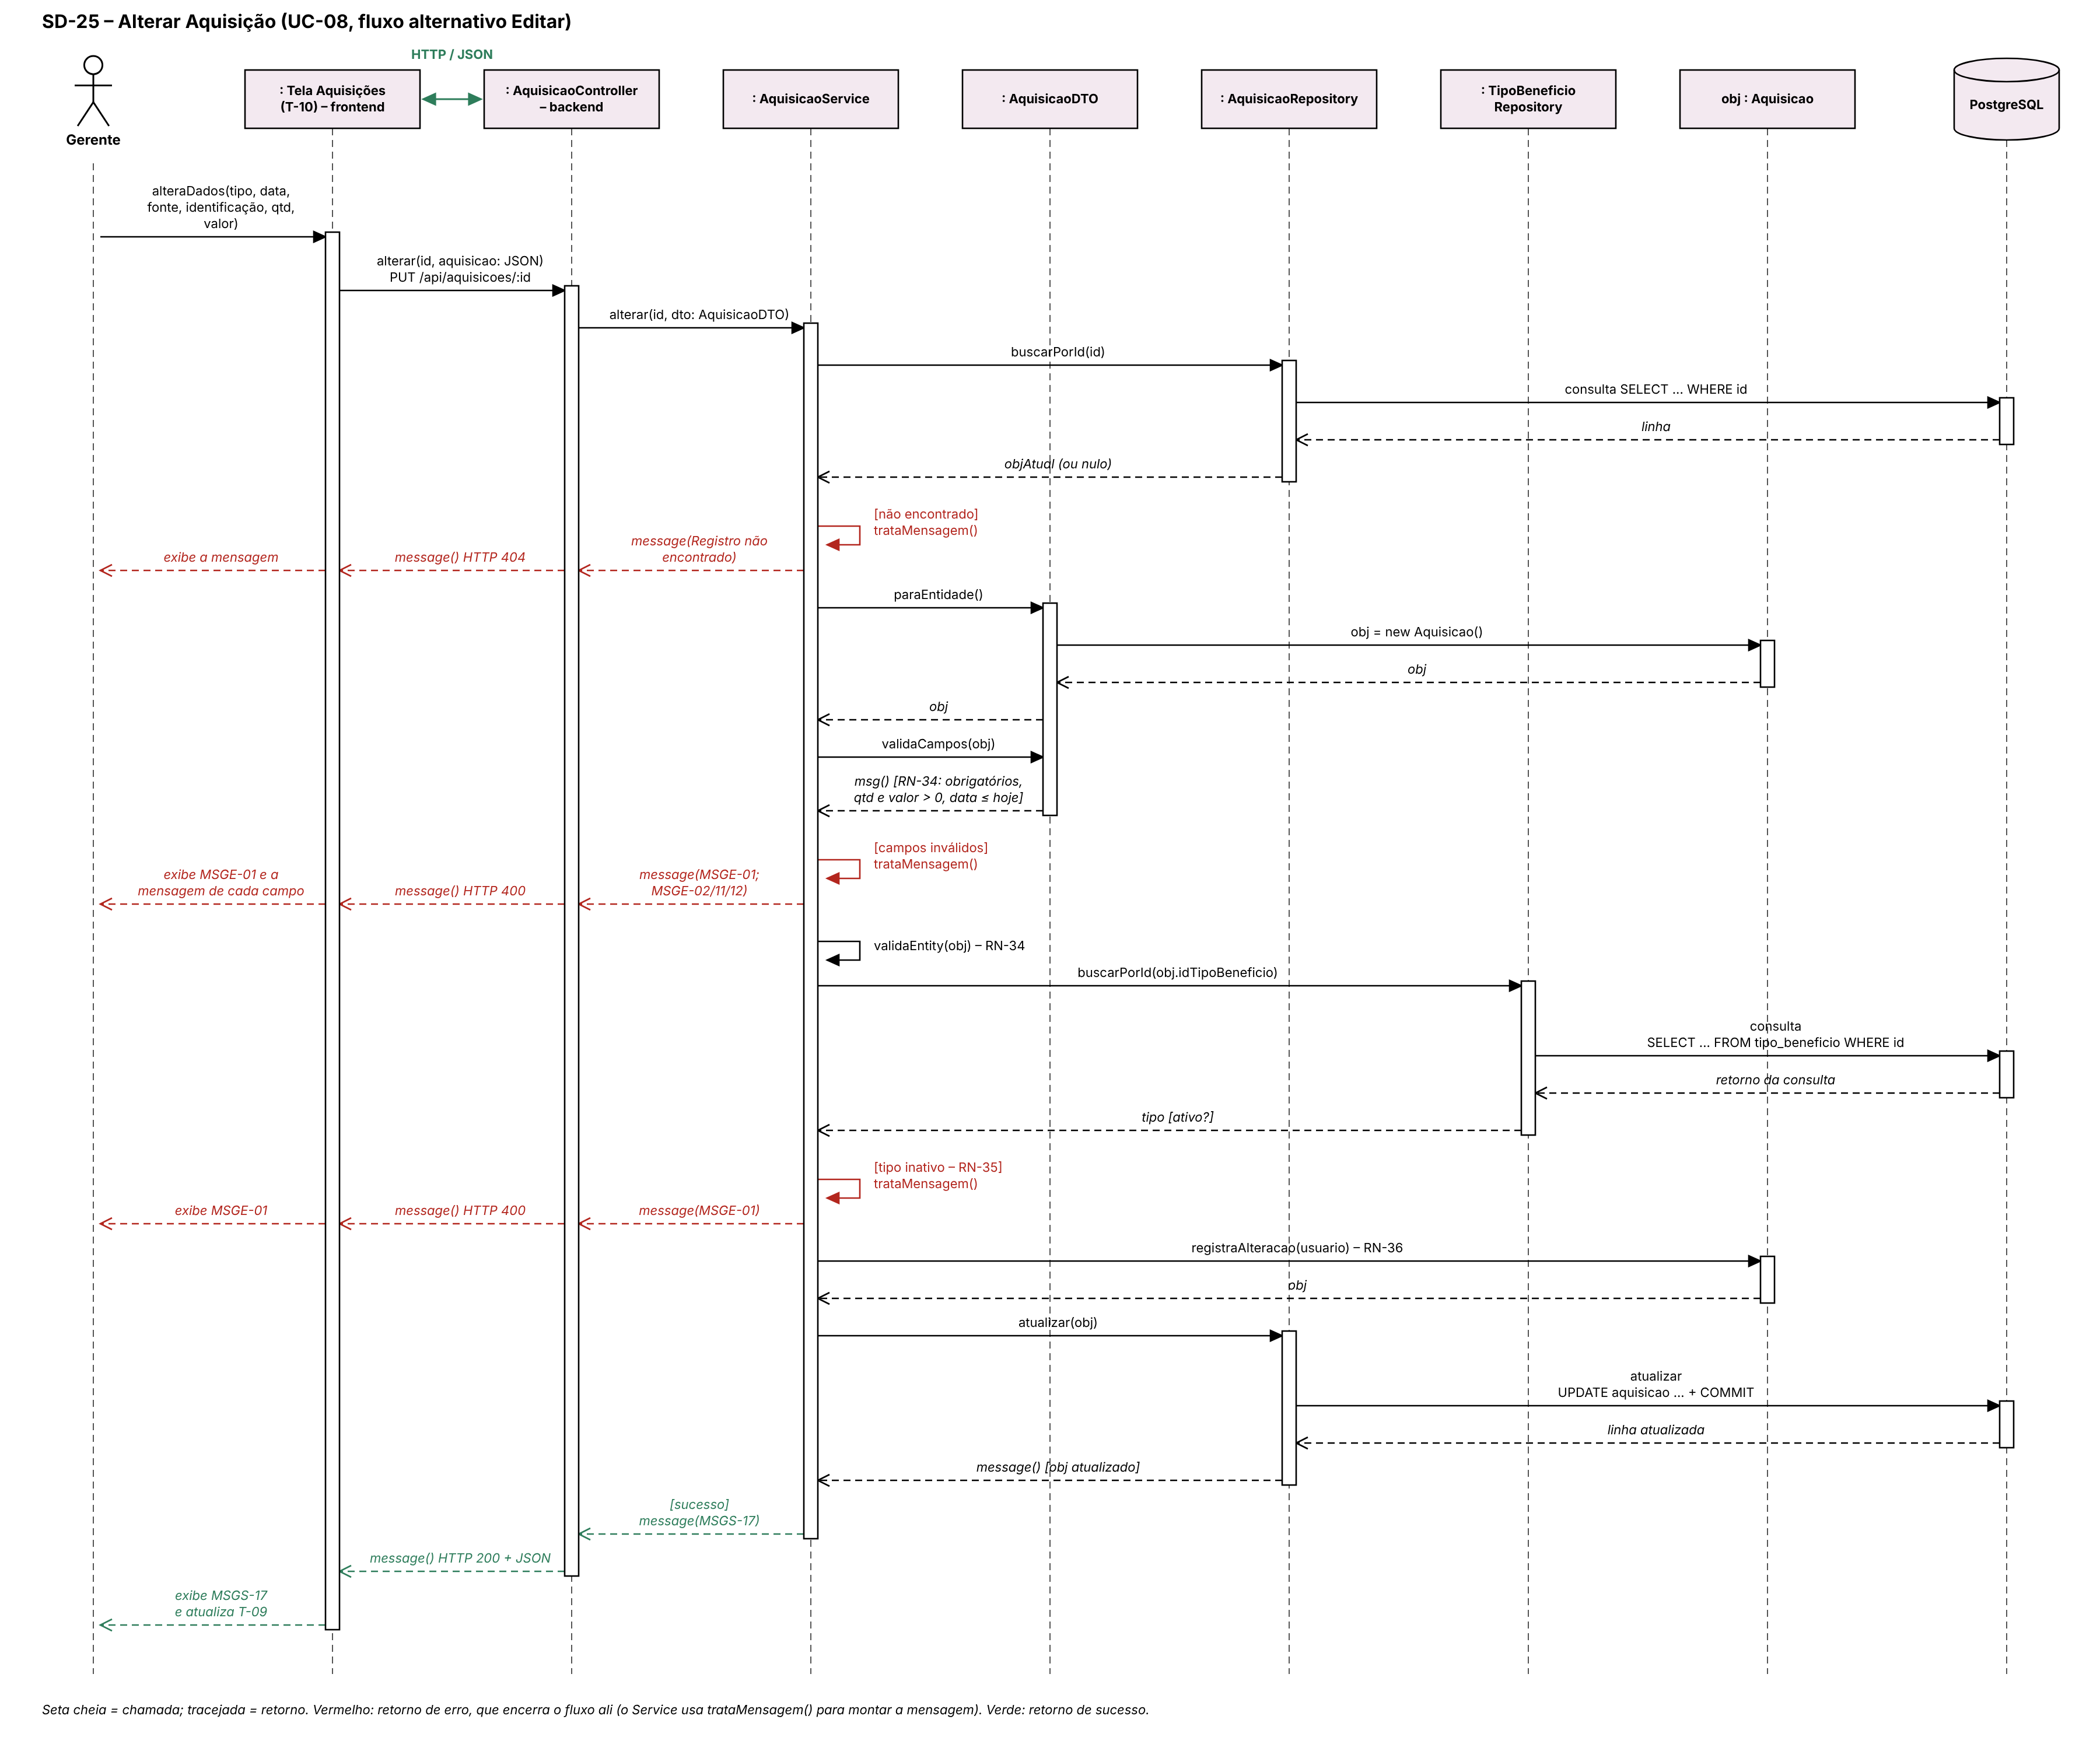 SD-25 – Alterar Aquisição (UC-08, fluxo alternativo Editar)
HTTP / JSON
Gerente
: Tela Aquisições
(T-10) – frontend
: AquisicaoController
– backend
: AquisicaoService
: AquisicaoDTO
: AquisicaoRepository
: TipoBeneficio
Repository
obj : Aquisicao
PostgreSQL
alteraDados(tipo, data,
fonte, identificação, qtd,
valor)
alterar(id, aquisicao: JSON)
PUT /api/aquisicoes/:id
alterar(id, dto: AquisicaoDTO)
buscarPorId(id)
consulta SELECT ... WHERE id
linha
objAtual (ou nulo)
[não encontrado]
trataMensagem()
message(Registro não
encontrado)
message() HTTP 404
exibe a mensagem
paraEntidade()
obj = new Aquisicao()
obj
obj
validaCampos(obj)
msg() [RN-34: obrigatórios,
qtd e valor > 0, data ≤ hoje]
[campos inválidos]
trataMensagem()
message(MSGE-01;
MSGE-02/11/12)
message() HTTP 400
exibe MSGE-01 e a
mensagem de cada campo
validaEntity(obj) – RN-34
buscarPorId(obj.idTipoBeneficio)
consulta
SELECT ... FROM tipo_beneficio WHERE id
retorno da consulta
tipo [ativo?]
[tipo inativo – RN-35]
trataMensagem()
message(MSGE-01)
message() HTTP 400
exibe MSGE-01
registraAlteracao(usuario) – RN-36
obj
atualizar(obj)
atualizar
UPDATE aquisicao ... + COMMIT
linha atualizada
message() [obj atualizado]
[sucesso]
message(MSGS-17)
message() HTTP 200 + JSON
exibe MSGS-17
e atualiza T-09
Seta cheia = chamada; tracejada = retorno. Vermelho: retorno de erro, que encerra o fluxo ali (o Service usa trataMensagem() para montar a mensagem). Verde: retorno de sucesso.